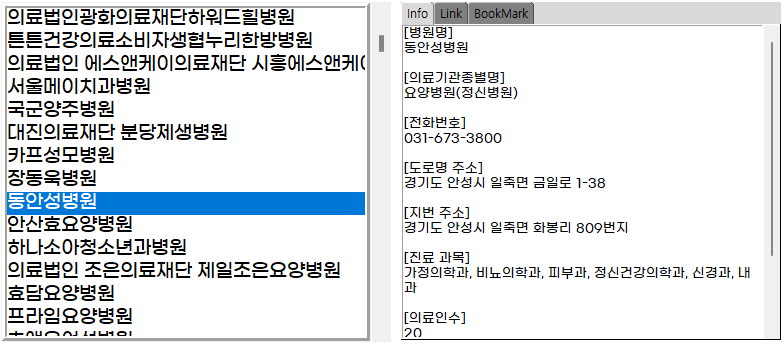 의료법인광화의료재단하워드힐병원
튼튼건강의료소비자생협누리한방병원
의료법인 에스앤케이의료재단 시흥에스앤케이
서울메이치과병원
국군양주병원
대진의료재단 분당제생병원
카프성모병원
장동욱병원
동안성병원
안산효요양병원
하나소아청소년과병원
의료법인 조은의료재단 제일조은요양병원
효담요양병원
프라임요양병원
Info Link BookMark
[병원명]
동안성병원
[의료기관종별명]
요양병원(정신병원)
[전화번호]
031-673-3800
[도로명 주소]
경기도 안성시 일죽면 금일로 1-38
[지번 주소]
경기도 안성시 일죽면 화봉리 809번지
[진료 과목]
가정의학과, 비뇨의학과, 피부과, 정신건강의학과, 신경과, 내
과
[의료인수]
20